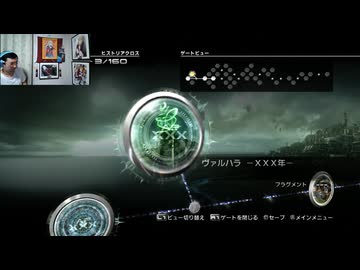 ヒストリアクロス
ゲートビュー
3/160
XXX
ヴァルハラ －XXX年－
フラグメント
ビュー切り替え
ゲートを閉じる
セーブ
メインメニュー